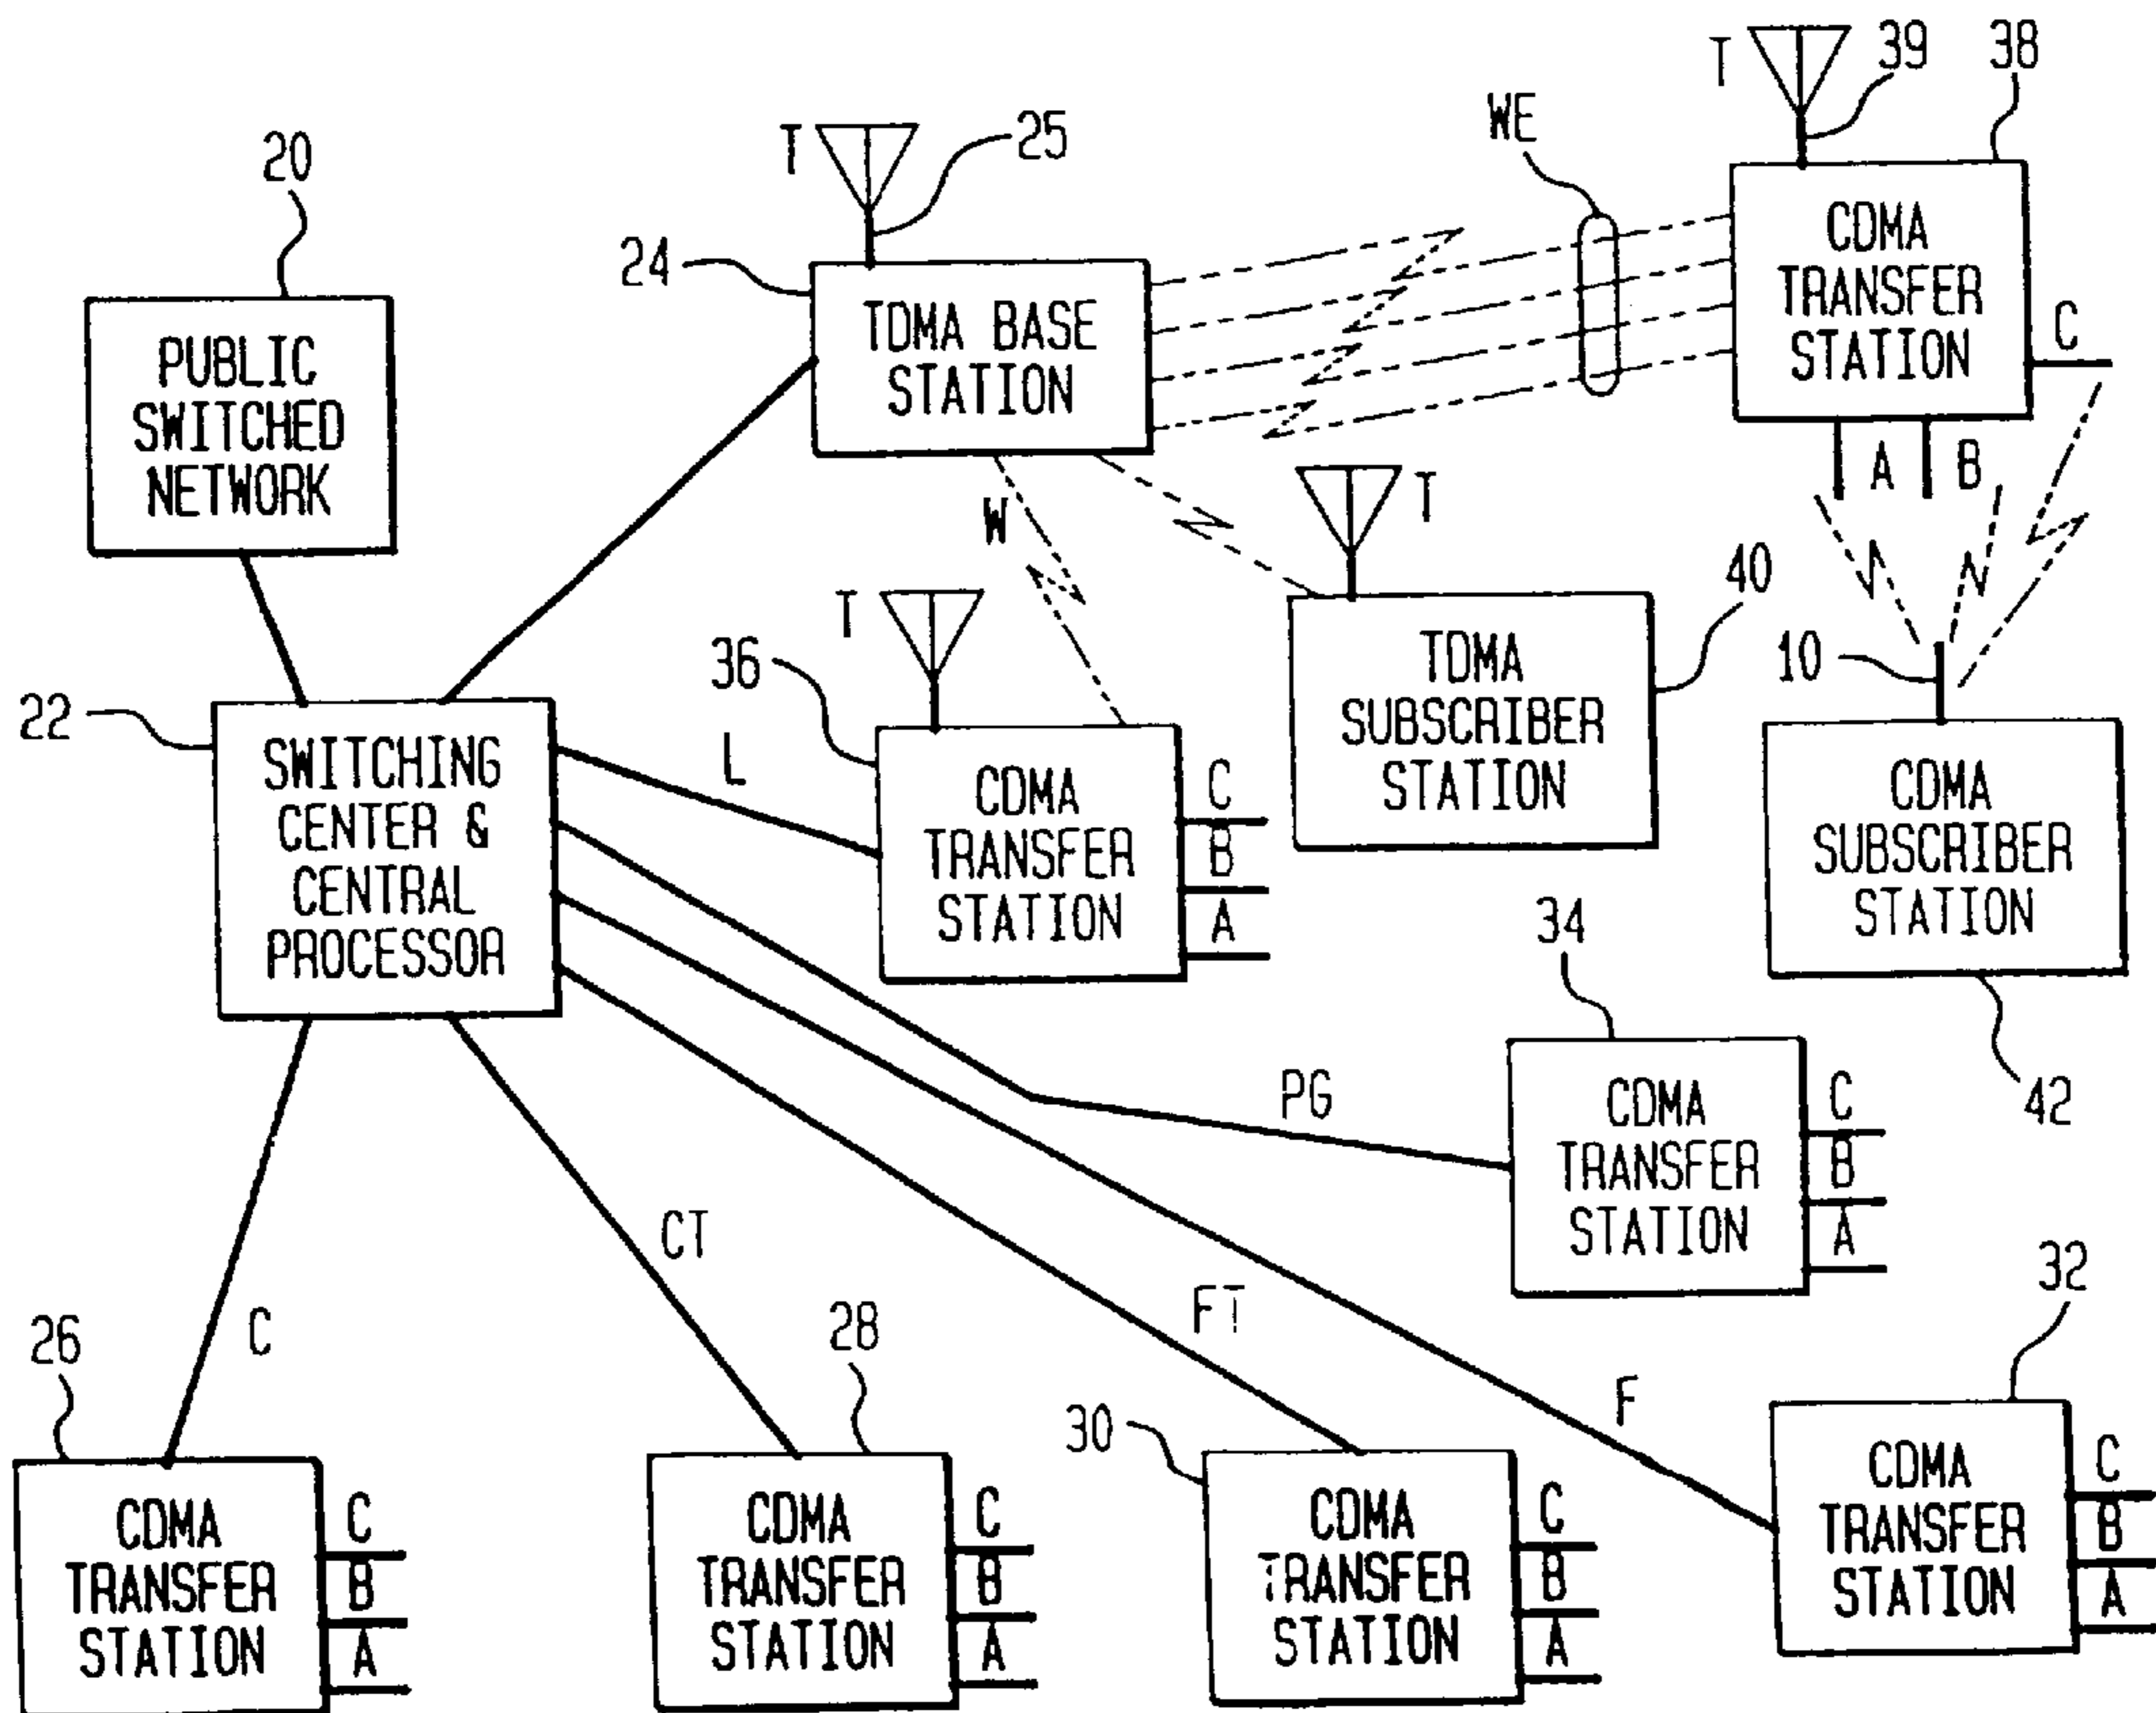 T
39
38
WE
T
25
20
24
CDMA
TRANSFER
STATION
C
A
B
TDMA BASE
STATION
PUBLIC
SWITCHED
NETWORK
W
T
40
T
36
10
TDMA
SUBSCRIBER
STATION
22
SWITCHING
CENTER &
CENTRAL
PROCESSOR
L
CDMA
TRANSFER
STATION
C
B
A
CDMA
SUBSCRIBER
STATION
34
42
PG
CDMA
TRANSFER
STATION
C
B
A
CT
FT
F
32
C
26
28
30
CDMA
TRANSFER
STATION
C
B
A
CDMA
TRANSFER
STATION
C
B
A
CDMA
TRANSFER
STATION
C
B
A
CDMA
TRANSFER
STATION
C
B
A